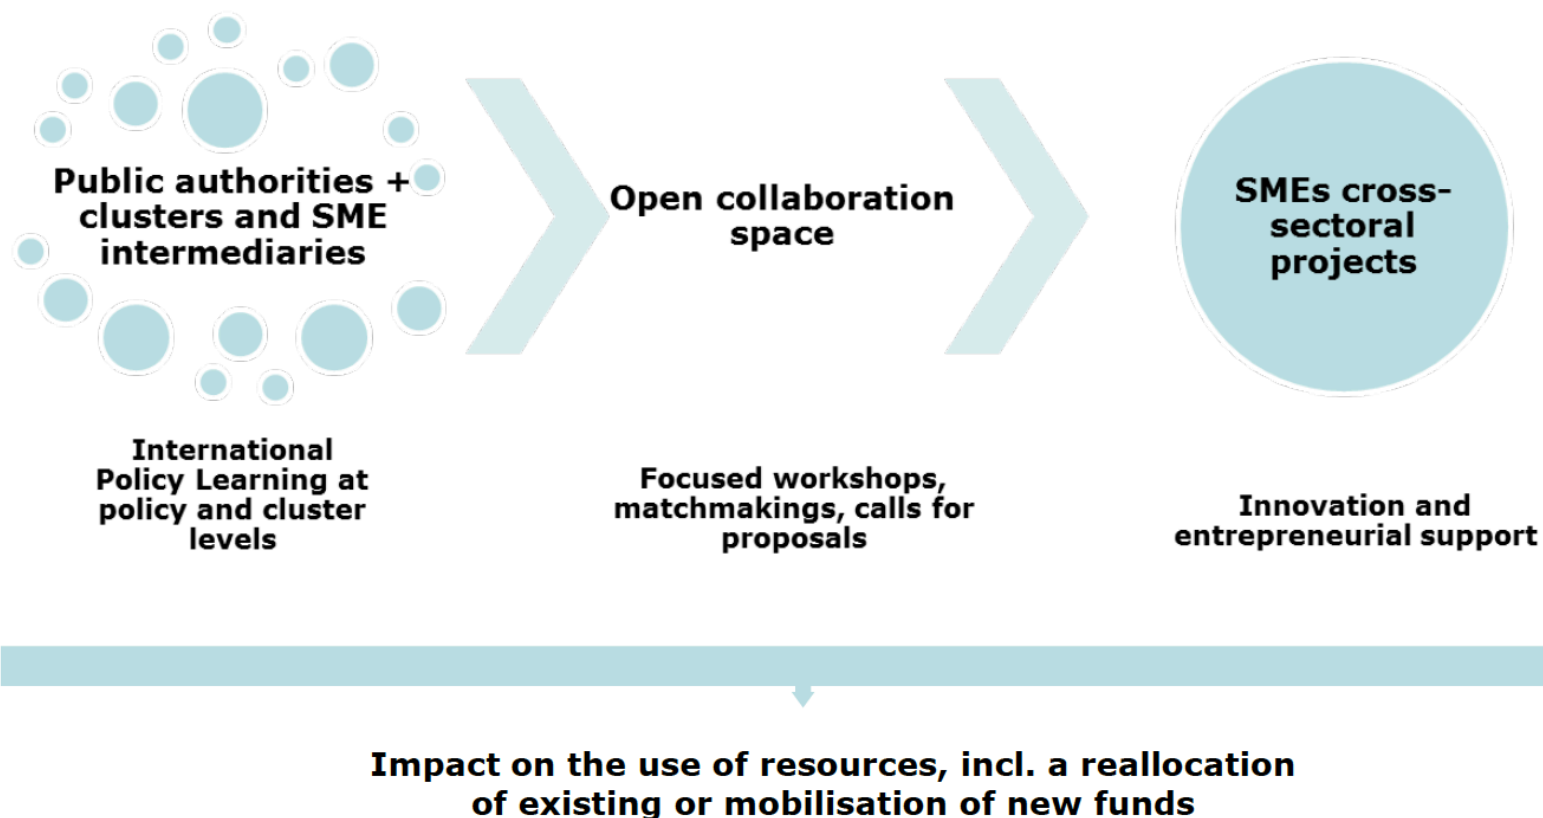 Public authorities +
clusters and SME
intermediaries
Open collaboration
space
SMEs cross-
sectoral
projects
International
Policy Learning at
policy and cluster
levels
Focused workshops,
matchmakings, calls for
proposals
Innovation and
entrepreneurial support
Impact on the use of resources, incl. a reallocation
of existing or mobilisation of new funds